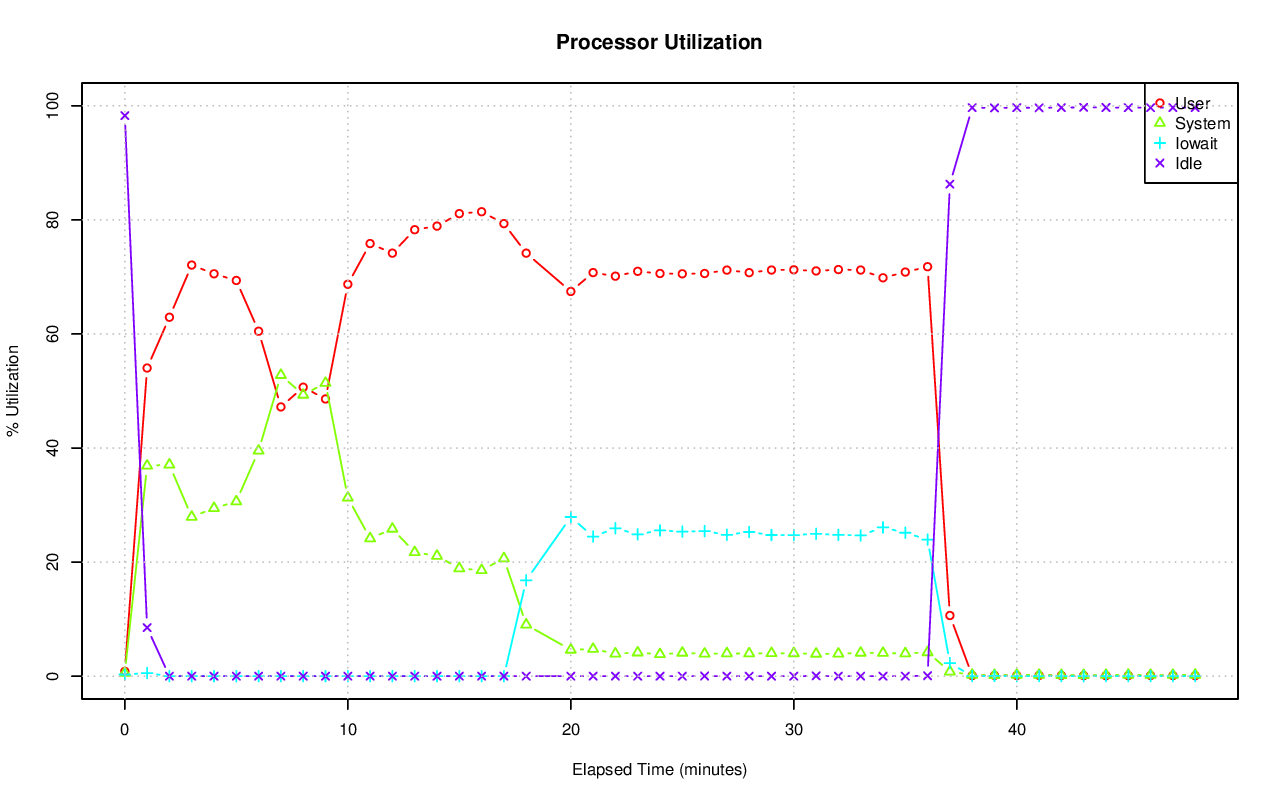 Processor Utilization
% Utilization
100
80
60
40
20
0
User
System
Iowait
Idle
0 10 20 30 40
Elapsed Time (minutes)